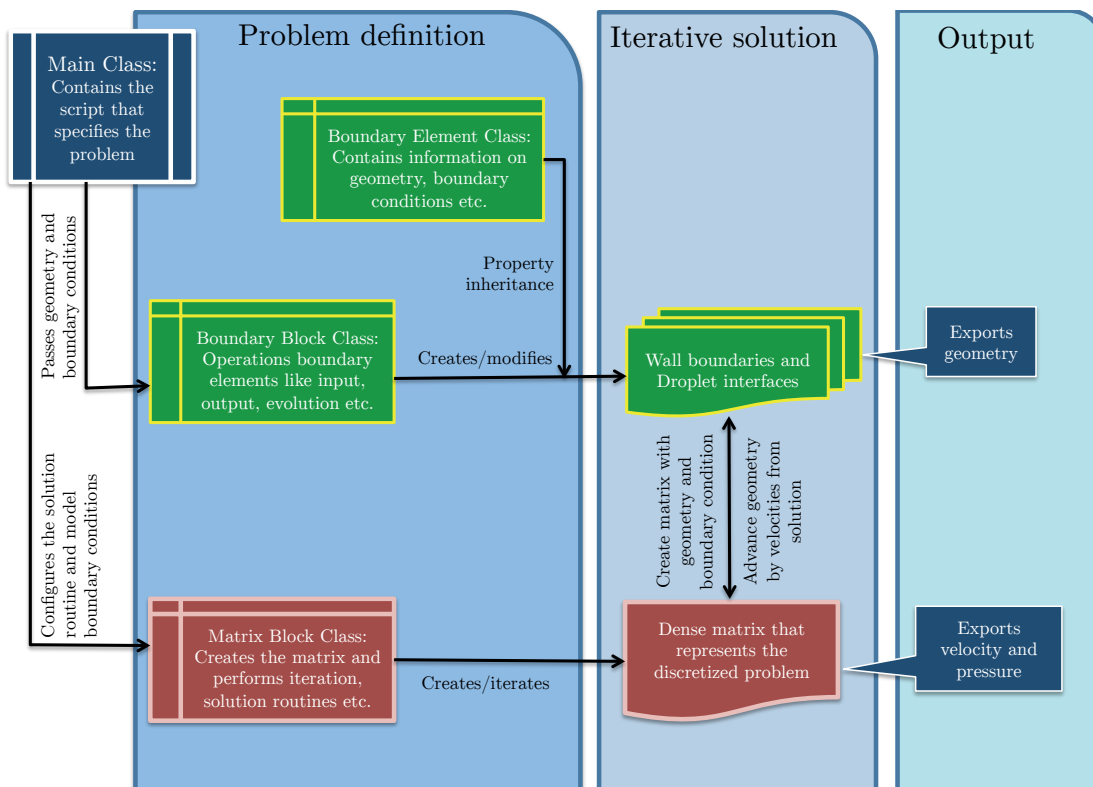 Problem definition
Iterative solution
Output
Main Class:
Contains the
script that
specifies the
problem
Boundary Element Class:
Contains information on
geometry, boundary
conditions etc.
Passes geometry and
boundary conditions
Property
inheritance
Boundary Block Class:
Operations boundary
elements like input,
output, evolution etc.
Creates/modifies
Wall boundaries and
Droplet interfaces
Exports
geometry
Configures the solution
routine and model
boundary conditions
Create matrix with
geometry and
boundary condition
Advance geometry
by velocities from
solution
Matrix Block Class:
Creates the matrix and
performs iteration,
solution routines etc.
Creates/iterates
Dense matrix that
represents the
discretized problem
Exports
velocity and
pressure